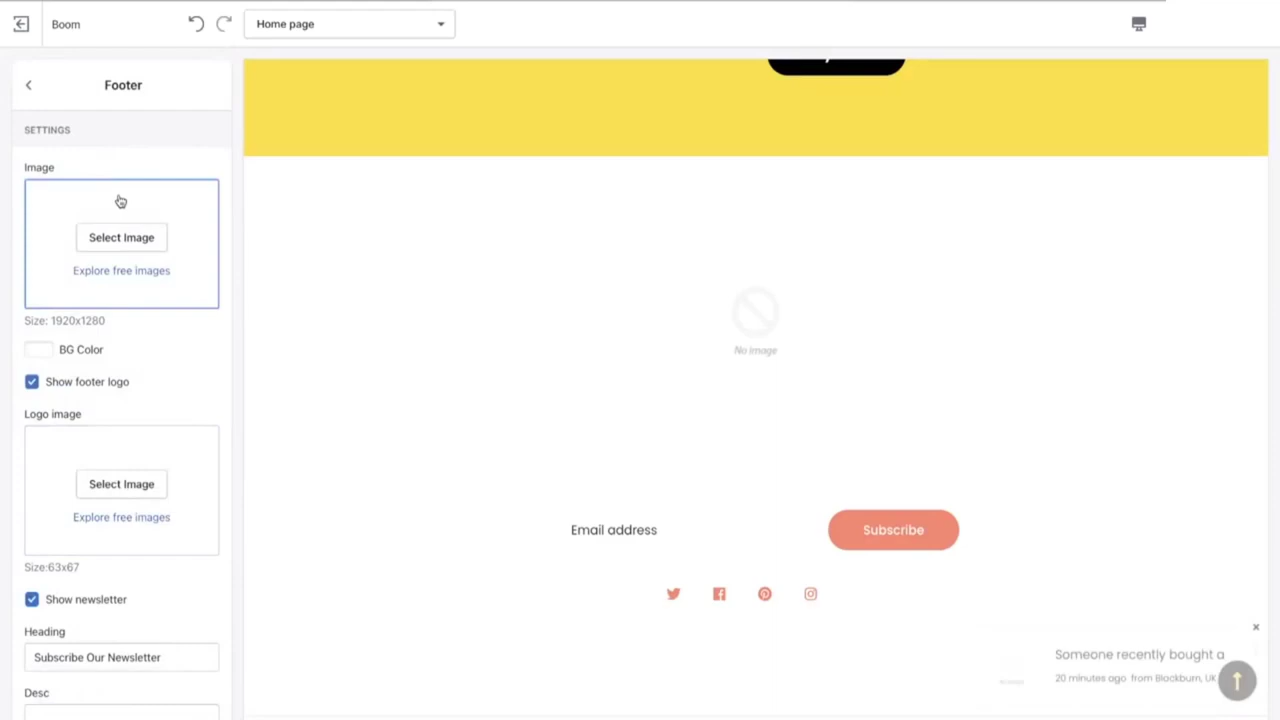 Boom
Home page
Footer
SETTINGS
Image
Select Image
Explore free images
Size: 1920x1280
BG Color
Show footer logo
Logo image
Select Image
Explore free images
Size:63x67
Show newsletter
Heading
Subscribe Our Newsletter
Desc
No image
Email address
Subscribe
Someone recently bought a
20 minutes ago from Blackburn, UK